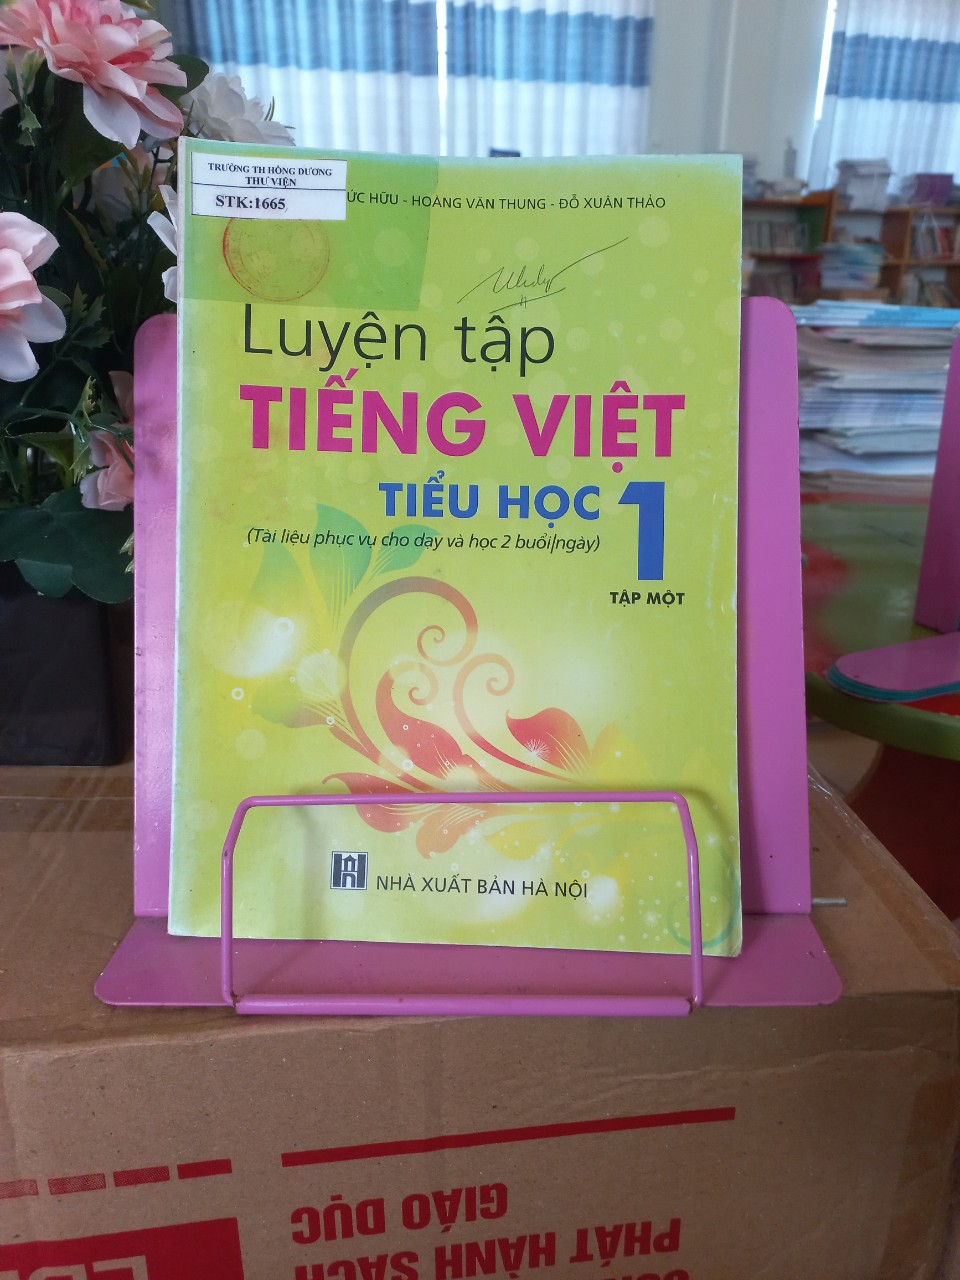 TRƯỜNG TH HỒNG DƯƠNG
THƯ VIỆN
STK:1665
HỮU - HOÀNG VĂN THUNG - ĐỖ XUÂN THẢO
Luyện tập
TIẾNG VIỆT
TIỂU HỌC 1
(Tài liệu phục vụ cho dạy và học 2 buổi/ngày)
TẬP MỘT
NHÀ XUẤT BẢN HÀ NỘI
PHÁT HÀNH SÁCH
GIÁO DỤC